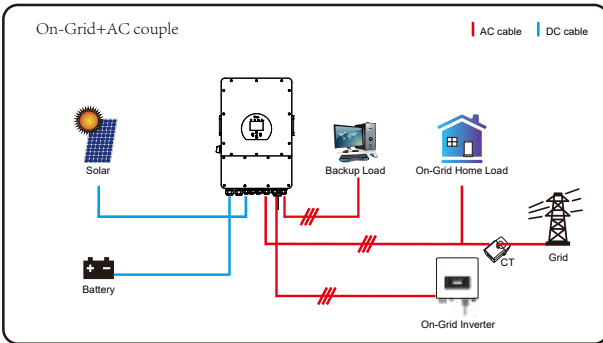 On-Grid+AC couple
AC cable
DC cable
Solar
Backup Load
On-Grid Home Load
CT
Grid
Battery
On-Grid Inverter